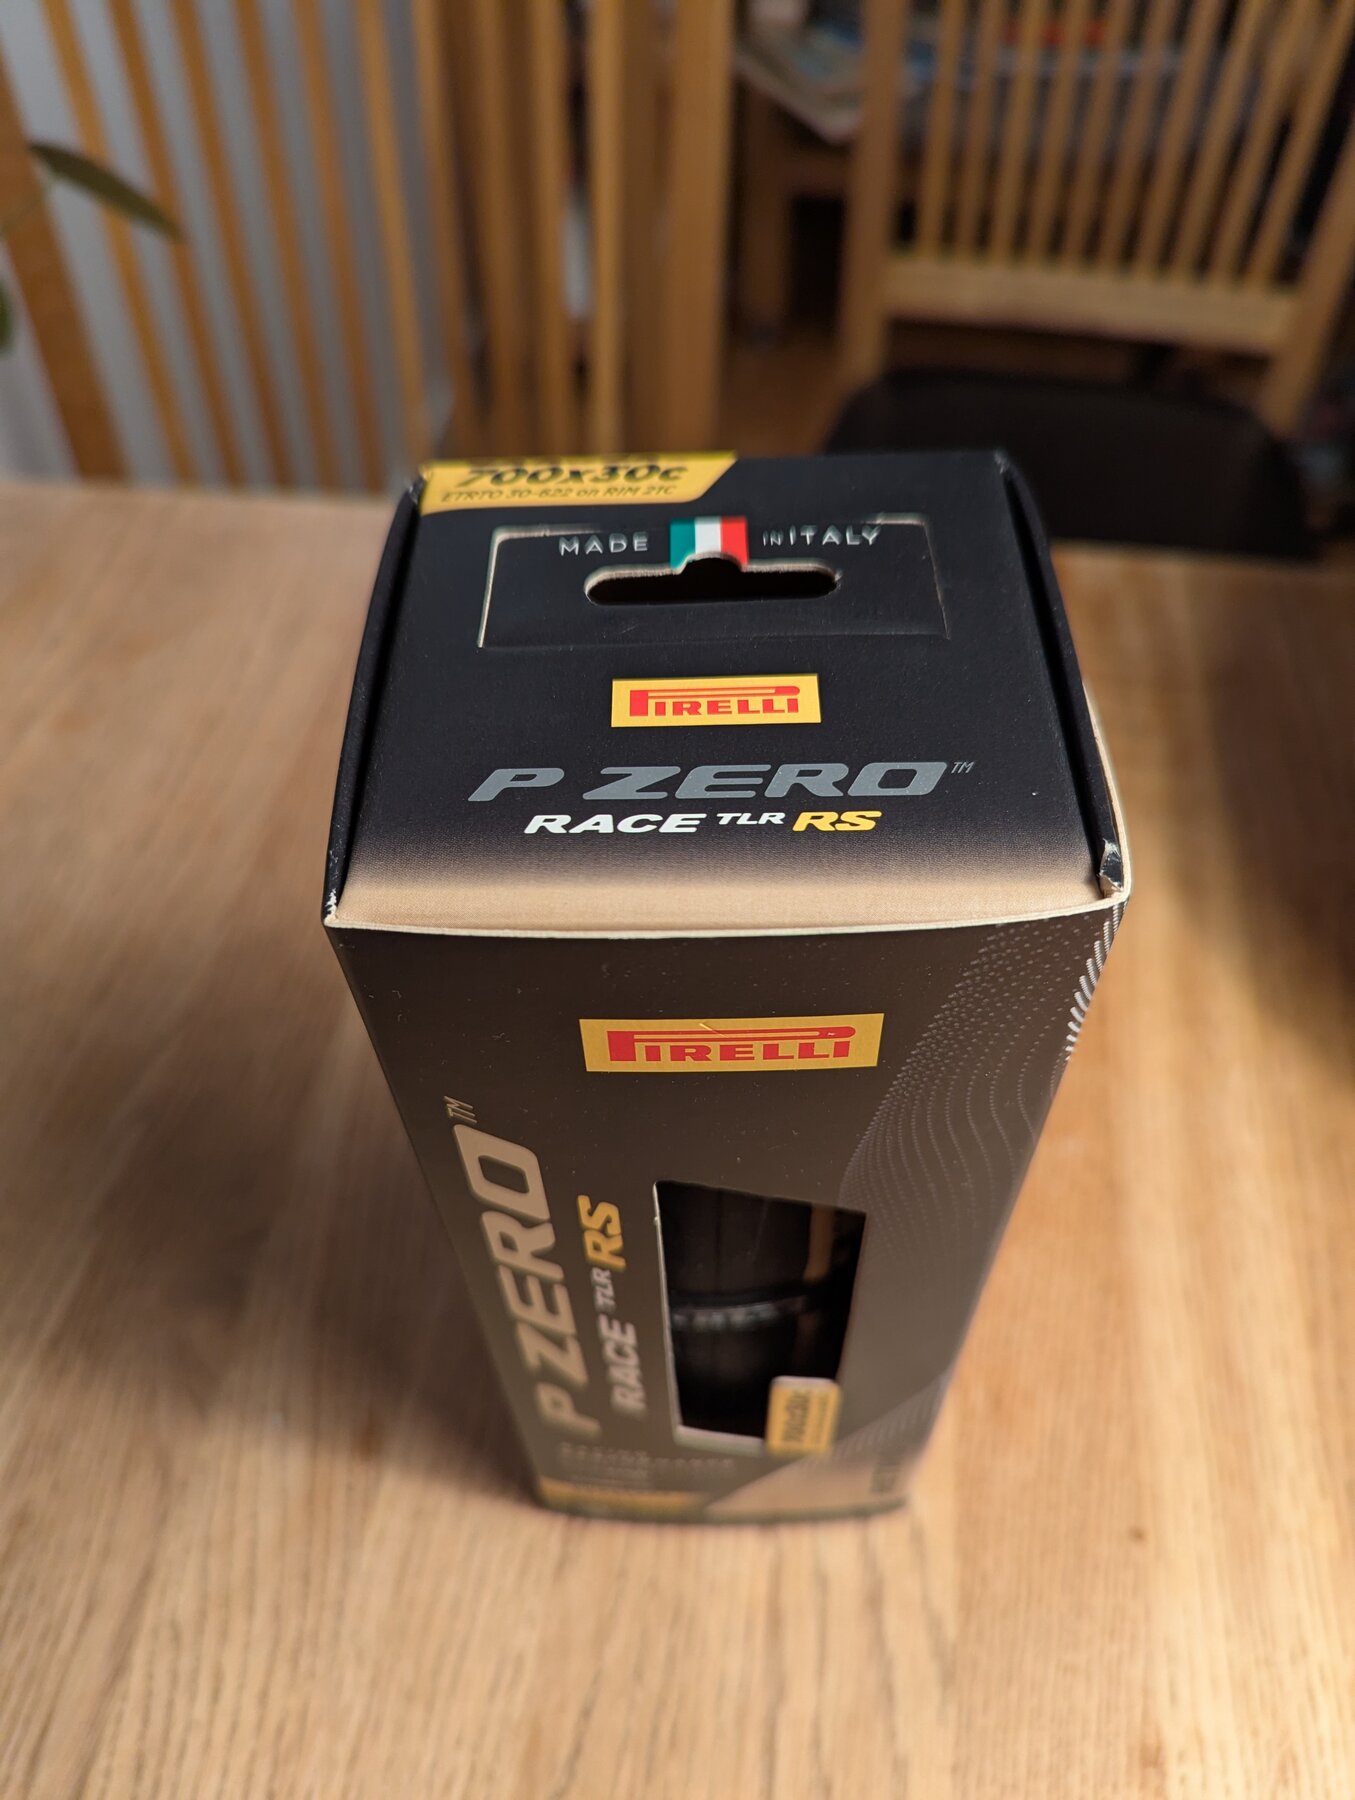 700x30c
ETRTO 30-622 on RIM 21C
MADE IN ITALY
PIRELLI
P ZERO™
RACE TLR RS
PIRELLI
P ZERO™
RACE TLR RS
700x30c